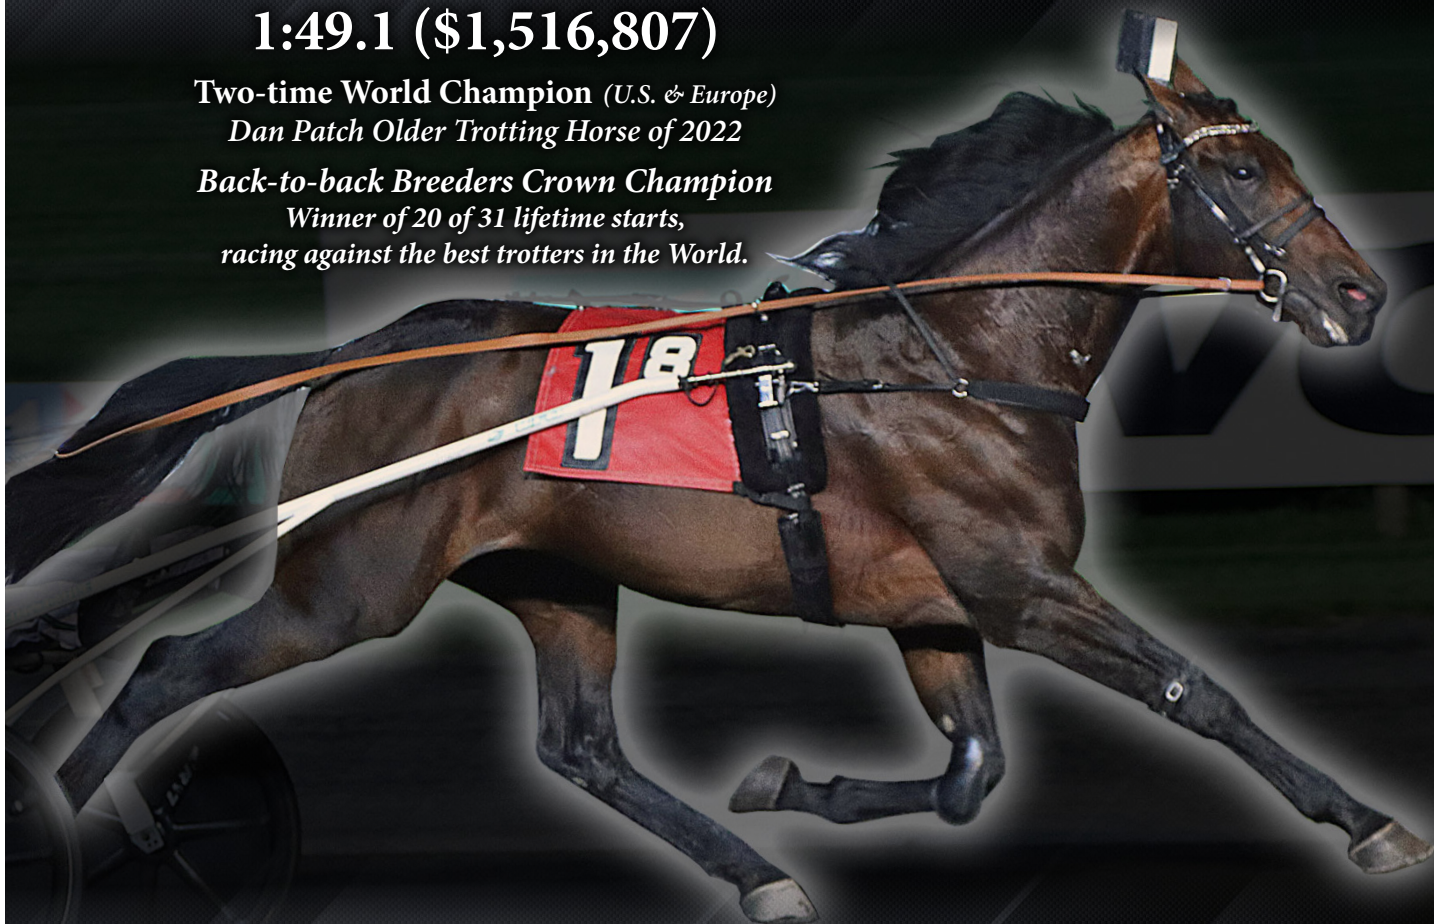 1:49.1 ($1,516,807)
Two-time World Champion (U.S. & Europe)
Dan Patch Older Trotting Horse of 2022
Back-to-back Breeders Crown Champion
Winner of 20 of 31 lifetime starts,
racing against the best trotters in the World.
1 8